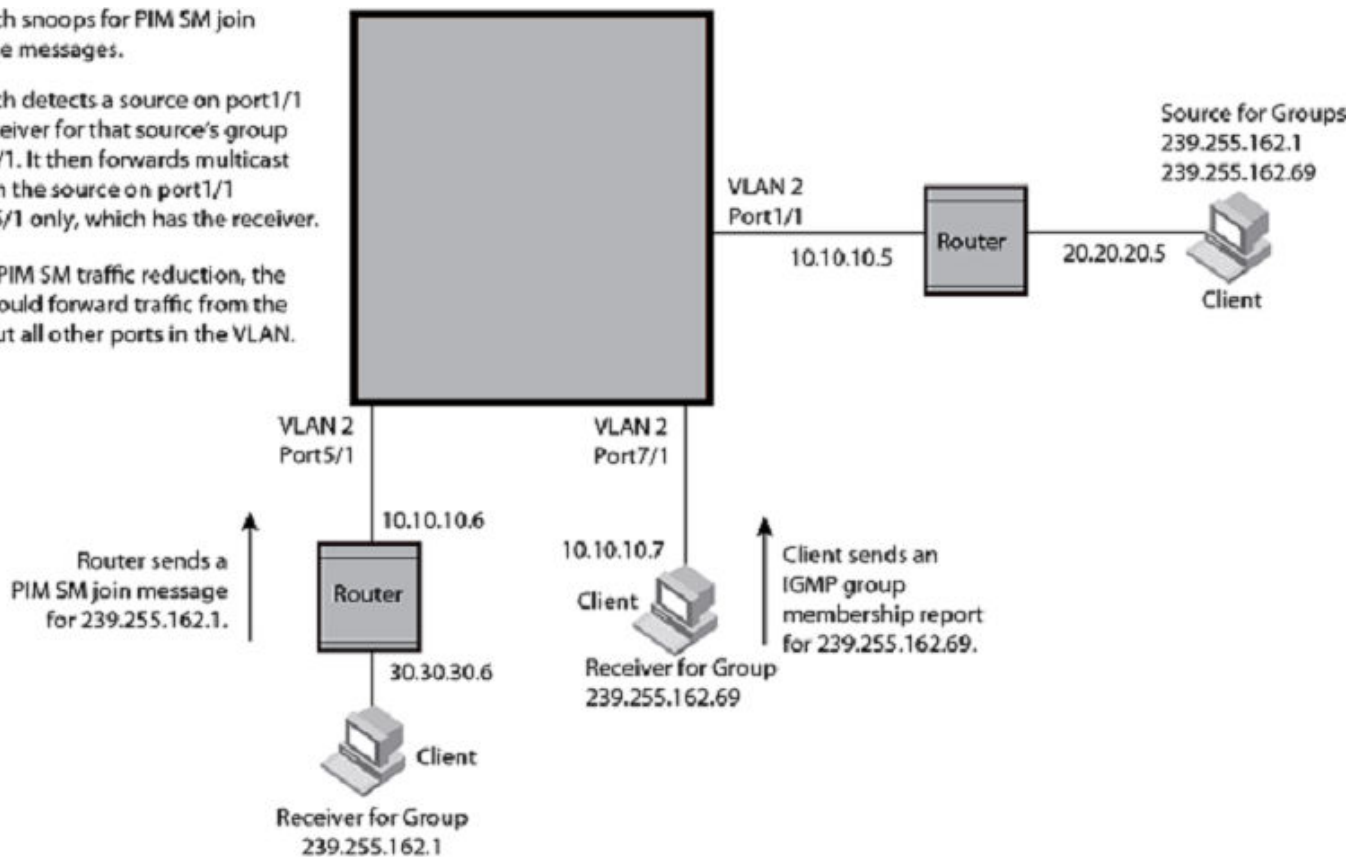 ch snoops for PIM SM join
e messages.
ch detects a source on port1/1
eiver for that source's group
/1. It then forwards multicast
the source on port1/1
5/1 only, which has the receiver.
PIM SM traffic reduction, the
ould forward traffic from the
ut all other ports in the VLAN.
Source for Groups
239.255.162.1
239.255.162.69
VLAN 2
Port1/1
10.10.10.5
Router
20.20.20.5
Client
VLAN 2
Port5/1
VLAN 2
Port7/1
10.10.10.6
Router sends a
PIM SM join message
for 239.255.162.1.
Router
30.30.30.6
Client
Receiver for Group
239.255.162.1
10.10.10.7
Client
Receiver for Group
239.255.162.69
Client sends an
IGMP group
membership report
for 239.255.162.69.